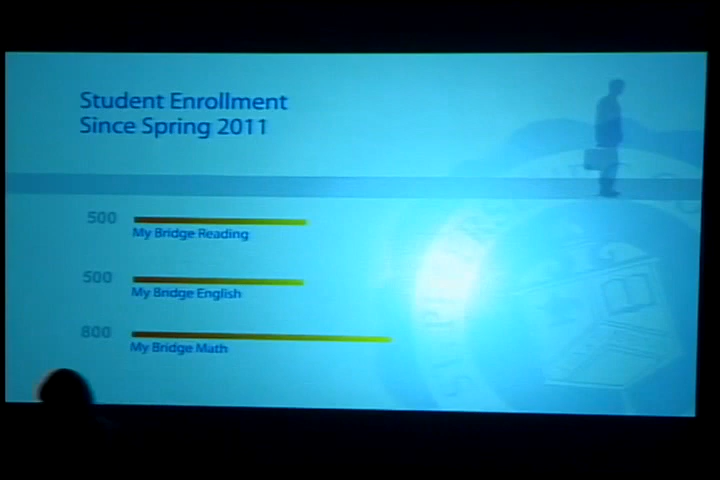 Student Enrollment
Since Spring 2011
500
My Bridge Reading
500
My Bridge English
800
My Bridge Math